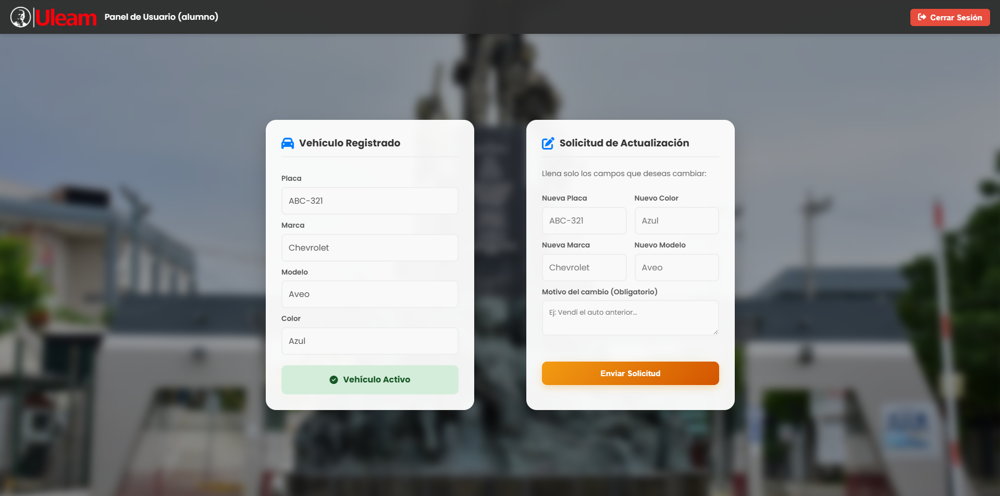 Uleam
Panel de Usuario (alumno)
Cerrar Sesión
Vehículo Registrado
Placa
ABC-321
Marca
Chevrolet
Modelo
Aveo
Color
Azul
Vehículo Activo
Solicitud de Actualización
Llena solo los campos que deseas cambiar:
Nueva Placa Nuevo Color
ABC-321 Azul
Nueva Marca Nuevo Modelo
Chevrolet Aveo
Motivo del cambio (Obligatorio)
Ej: Vendí el auto anterior...
Enviar Solicitud